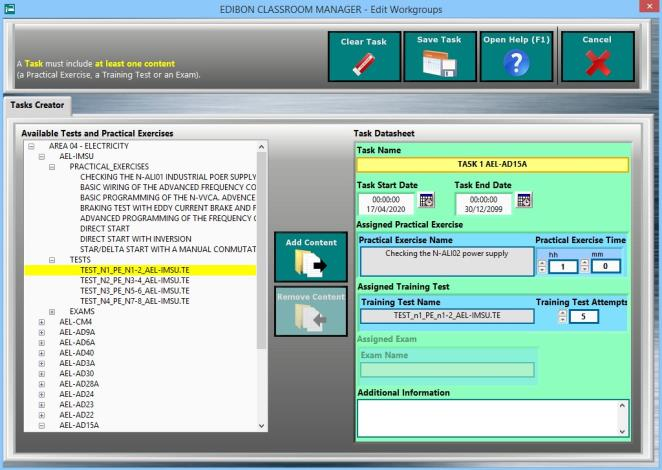 EDIBON CLASSROOM MANAGER - Edit Workgroups
A Task must include at least one content
(a Practical Exercise, a Training Test or an Exam).
Clear Task
Save Task
Open Help (F1)
Cancel
Tasks Creator
Available Tests and Practical Exercises
AREA 04 - ELECTRICITY
AEL-IMSU
PRACTICAL_EXERCISES
CHECKING THE N-ALI01 INDUSTRIAL POER SUPPLY
BASIC WIRING OF THE ADVANCED FREQUENCY CO
BASIC PROGRAMMING OF THE N-VVCA. ADVENCE
BRAKING TEST WITH EDDY CURRENT BRAKE AND F
ADVANCED PROGRAMMING OF THE FREQUENCY (
DIRECT START
DIRECT START WITH INVERSION
STAR/DELTA START WITH A MANUAL CONMUTAT
TESTS
TEST_N1_PE_N1-2_AEL-IMSU.TE
TEST_N2_PE_N3-4_AEL-IMSU.TE
TEST_N3_PE_N5-6_AEL-IMSU.TE
TEST_N4_PE_N7-8_AEL-IMSU.TE
EXAMS
AEL-CM4
AEL-AD9A
AEL-AD6A
AEL-AD40
AEL-AD3A
AEL-AD30
AEL-AD28A
AEL-AD24
AEL-AD23
AEL-AD22
AEL-AD15A
Add Content
Remove Content
Task Datasheet
Task Name
TASK 1 AEL-AD15A
Task Start Date
Task End Date
00:00:00
17/04/2020
00:00:00
30/12/2099
Assigned Practical Exercise
Practical Exercise Name
Practical Exercise Time
Checking the N-ALI02 power supply
hh
mm
1
0
Assigned Training Test
Training Test Name
Training Test Attempts
TEST_n1_PE_n1-2_AEL-IMSU.TE
5
Assigned Exam
Exam Name
Additional Information